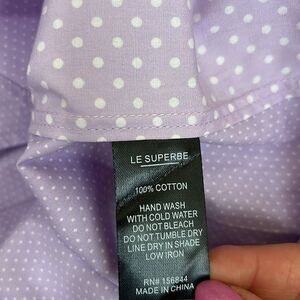 LE SUPERBE
100% COTTON
HAND WASH
WITH COLD WATER
DO NOT BLEACH
DO NOT TUMBLE DRY
LINE DRY IN SHADE
LOW IRON
RN# 156844
MADE IN CHINA